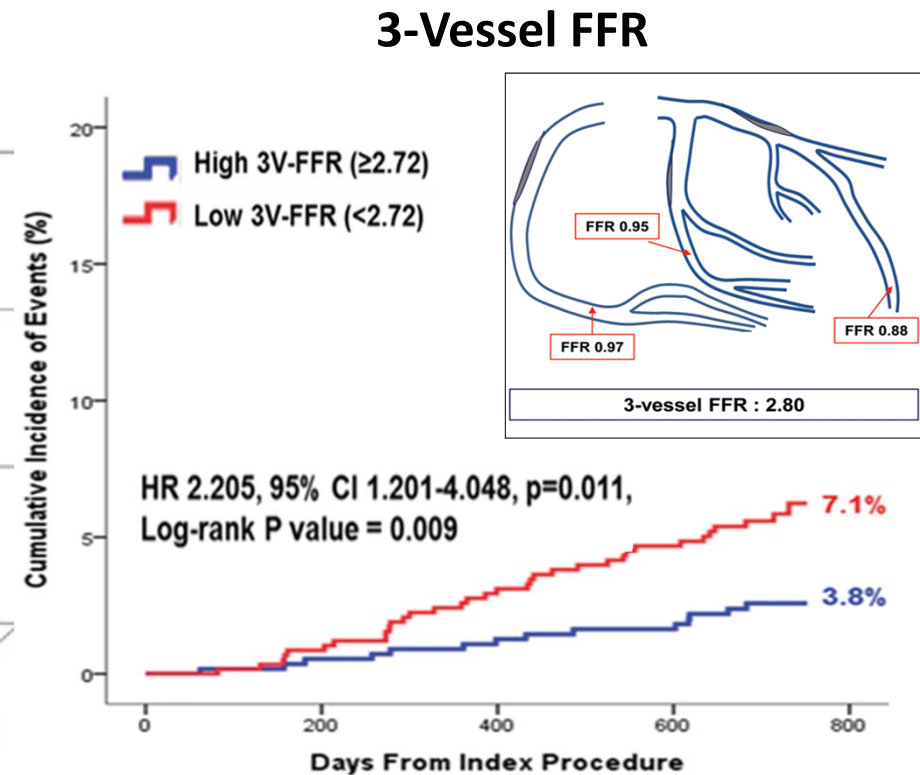 3-Vessel FFR
High 3V-FFR (≥2.72)
Low 3V-FFR (<2.72)
FFR 0.95
FFR 0.88
FFR 0.97
3-vessel FFR : 2.80
HR 2.205, 95% CI 1.201-4.048, p=0.011,
Log-rank P value = 0.009
7.1%
3.8%
Cumulative Incidence of Events (%)
20
15
10
5
0
0 200 400 600 800
Days From Index Procedure